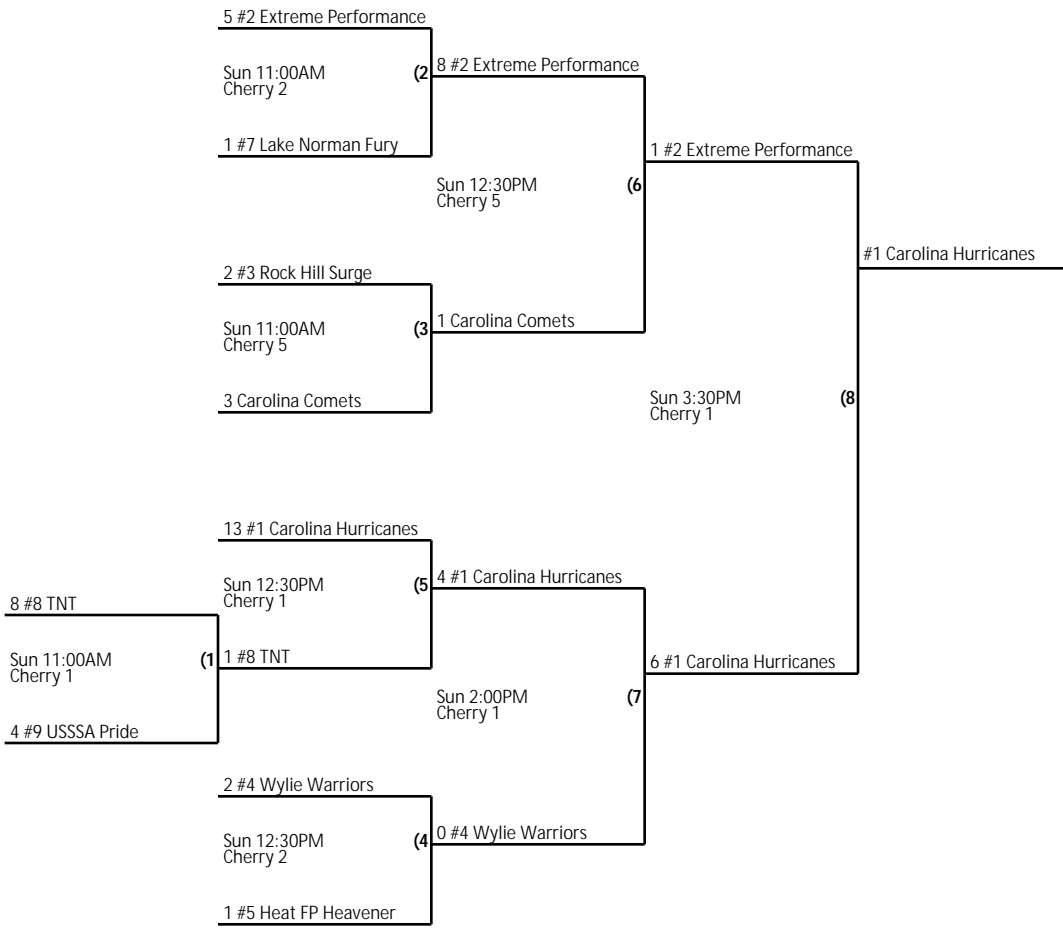 5 #2 Extreme Performance
Sun 11:00AM (2
Cherry 2
8 #2 Extreme Performance
1 #7 Lake Norman Fury
1 #2 Extreme Performance
Sun 12:30PM (6
Cherry 5
#1 Carolina Hurricanes
2 #3 Rock Hill Surge
Sun 11:00AM (3
Cherry 5
1 Carolina Comets
3 Carolina Comets
Sun 3:30PM (8
Cherry 1
13 #1 Carolina Hurricanes
Sun 12:30PM (5
Cherry 1
4 #1 Carolina Hurricanes
8 #8 TNT
Sun 11:00AM (1
Cherry 1
1 #8 TNT
6 #1 Carolina Hurricanes
Sun 2:00PM (7
Cherry 1
4 #9 USSSA Pride
2 #4 Wylie Warriors
Sun 12:30PM (4
Cherry 2
0 #4 Wylie Warriors
1 #5 Heat FP Heavener